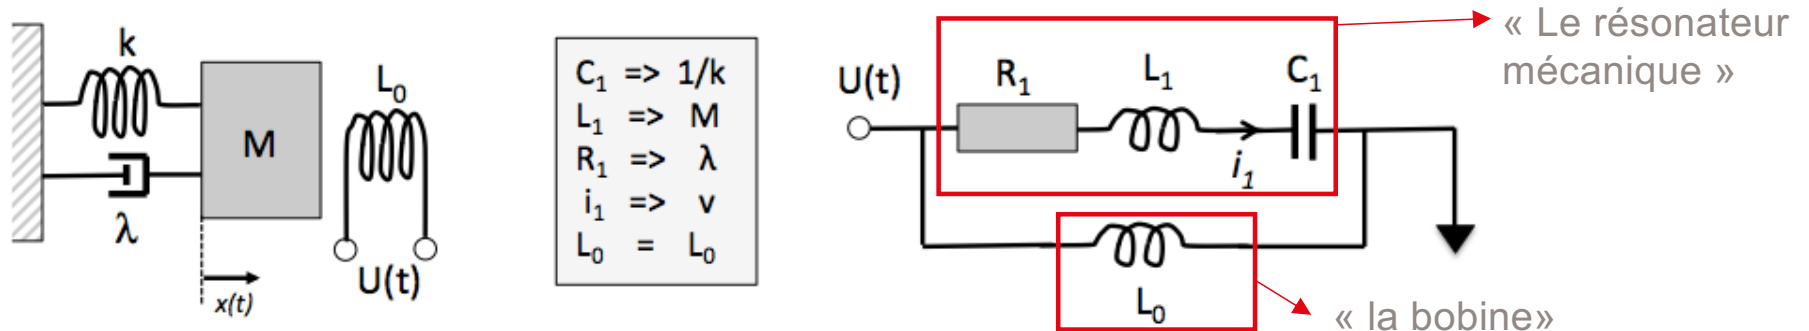 k
λ
M
x(t)
L₀
U(t)
C₁ => 1/k
L₁ => M
R₁ => λ
i₁ => v
L₀ = L₀
U(t)
R₁
L₁
C₁
i₁
L₀
« Le résonateur
mécanique »
« la bobine»